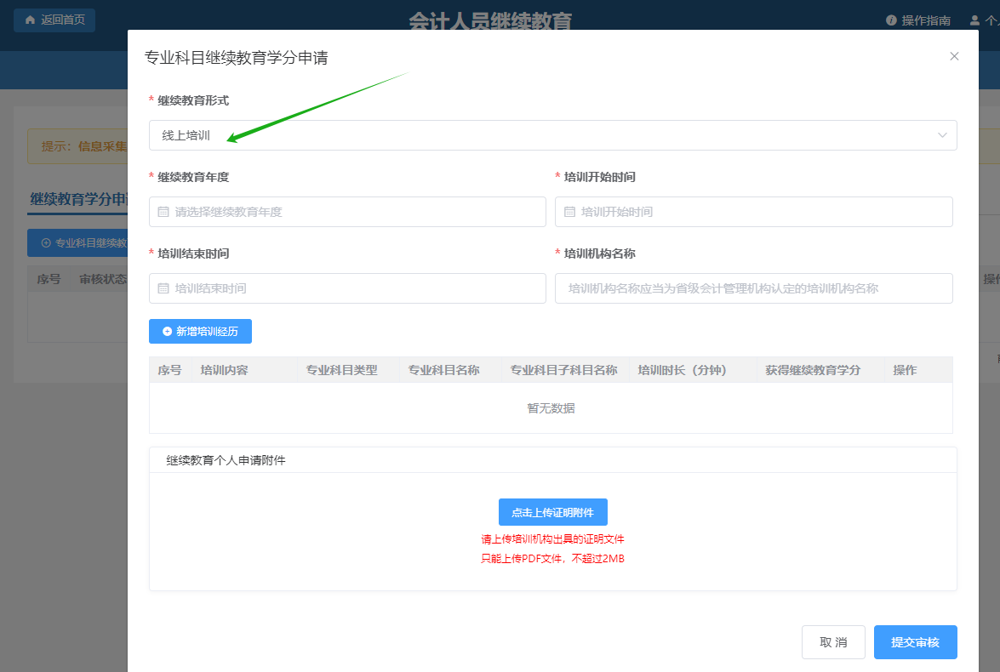 返回首页
会计人员继续教育
操作指南
个
专业科目继续教育学分申请
* 继续教育形式
线上培训
提示：信息采集
* 继续教育年度
* 培训开始时间
请选择继续教育年度
培训开始时间
继续教育学分申
* 培训结束时间
* 培训机构名称
专业科目继续教
培训结束时间
培训机构名称应当为省级会计管理机构认定的培训机构名称
序号 审核状态
新增培训经历
序号 培训内容 专业科目类型 专业科目名称 专业科目子科目名称 培训时长（分钟） 获得继续教育学分 操作
暂无数据
继续教育个人申请附件
点击上传证明附件
请上传培训机构出具的证明文件
只能上传PDF文件，不超过2MB
取 消
提交审核